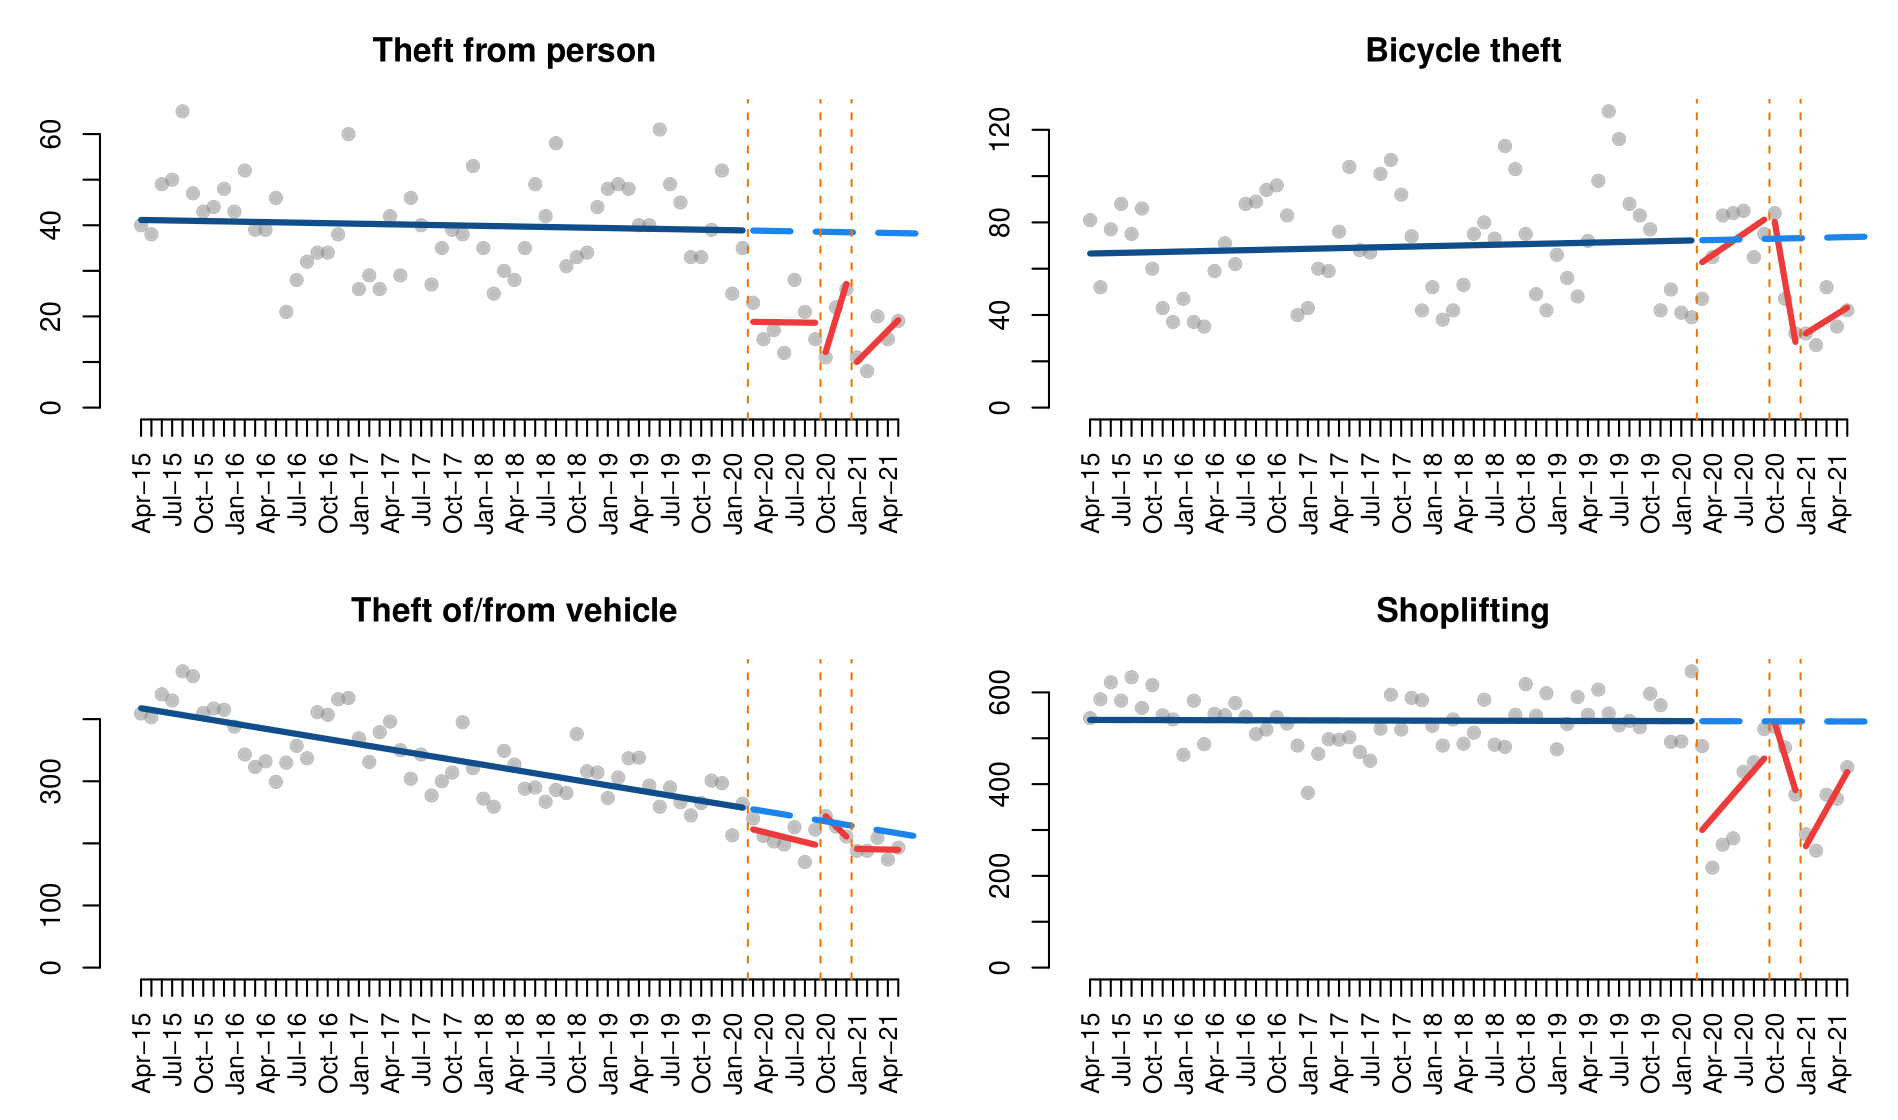 Theft from person
60
40
20
0
Apr−15 Jul−15 Oct−15 Jan−16 Apr−16 Jul−16 Oct−16 Jan−17 Apr−17 Jul−17 Oct−17 Jan−18 Apr−18 Jul−18 Oct−18 Jan−19 Apr−19 Jul−19 Oct−19 Jan−20 Apr−20 Jul−20 Oct−20 Jan−21 Apr−21
Bicycle theft
120
80
40
0
Apr−15 Jul−15 Oct−15 Jan−16 Apr−16 Jul−16 Oct−16 Jan−17 Apr−17 Jul−17 Oct−17 Jan−18 Apr−18 Jul−18 Oct−18 Jan−19 Apr−19 Jul−19 Oct−19 Jan−20 Apr−20 Jul−20 Oct−20 Jan−21 Apr−21
Theft of/from vehicle
300
100
0
Apr−15 Jul−15 Oct−15 Jan−16 Apr−16 Jul−16 Oct−16 Jan−17 Apr−17 Jul−17 Oct−17 Jan−18 Apr−18 Jul−18 Oct−18 Jan−19 Apr−19 Jul−19 Oct−19 Jan−20 Apr−20 Jul−20 Oct−20 Jan−21 Apr−21
Shoplifting
600
400
200
0
Apr−15 Jul−15 Oct−15 Jan−16 Apr−16 Jul−16 Oct−16 Jan−17 Apr−17 Jul−17 Oct−17 Jan−18 Apr−18 Jul−18 Oct−18 Jan−19 Apr−19 Jul−19 Oct−19 Jan−20 Apr−20 Jul−20 Oct−20 Jan−21 Apr−21